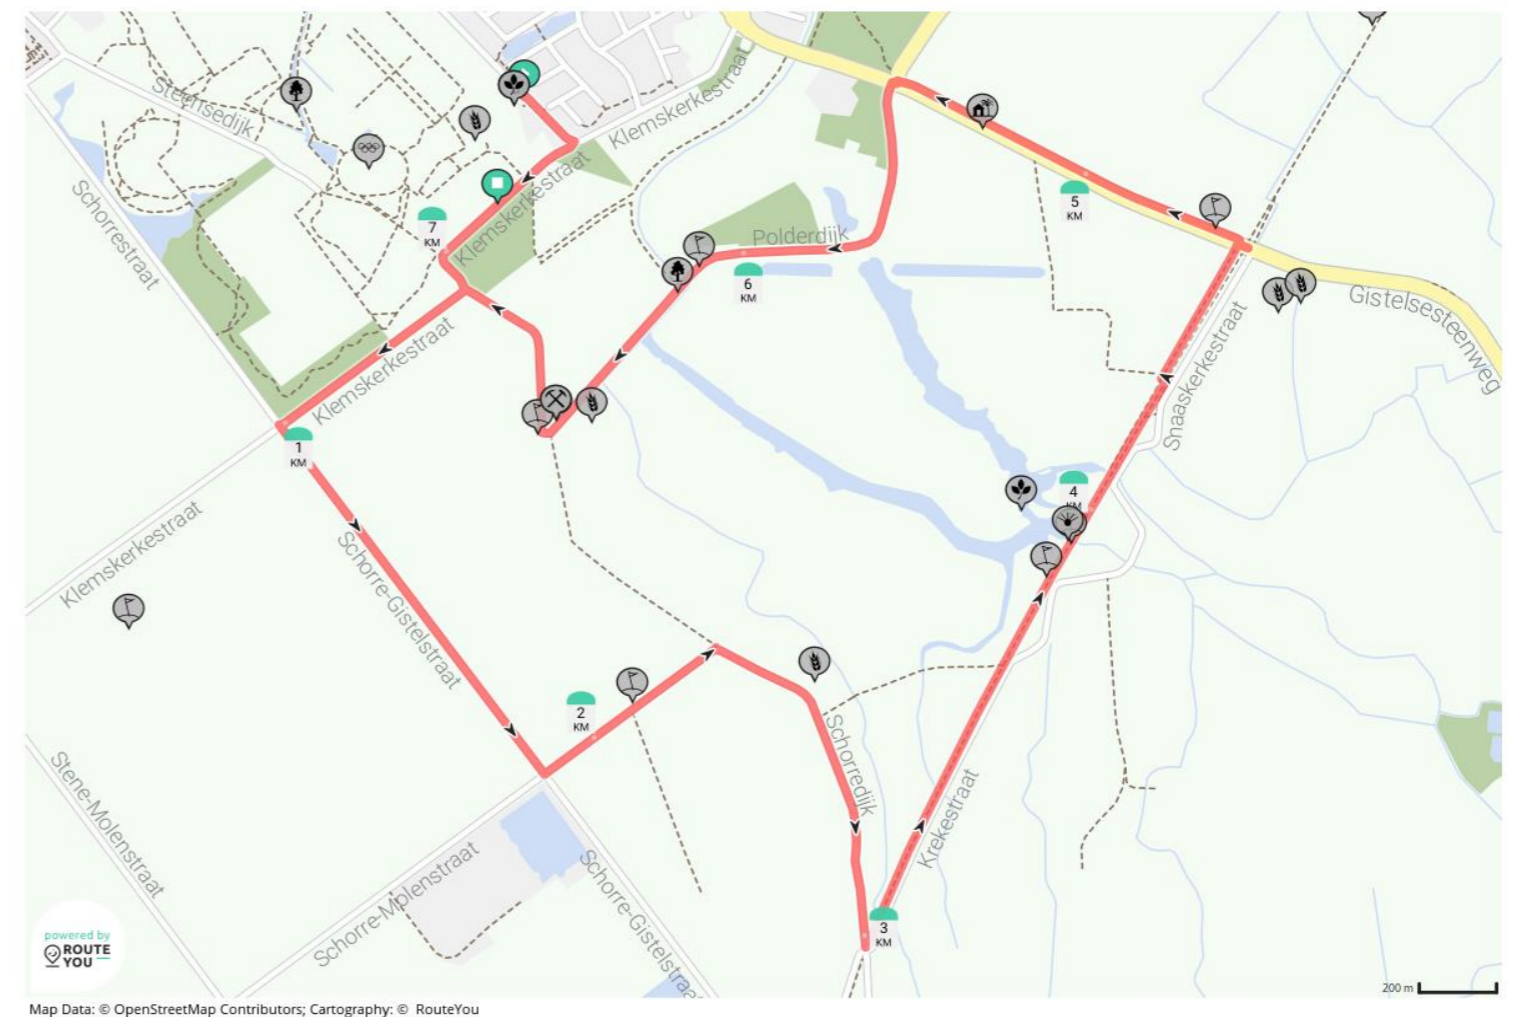 Steensedijk
Klemskerkestraat
Schorrestraat
Klemskerkestraat
7
KM
Polderdijk
5
KM
6
KM
Gistelsesteenweg
Klemskerkestraat
Snaaskerkestraat
1
KM
4
KM
Klemskerkestraat
Schorre-Gistelstraat
2
KM
Schorredijk
Stene-Molenstraat
Krekestraat
Schorre-Molenstraat
Schorre-Gistelstraat
3
KM
powered by
ROUTE
YOU
200 m
Map Data: © OpenStreetMap Contributors; Cartography: © RouteYou